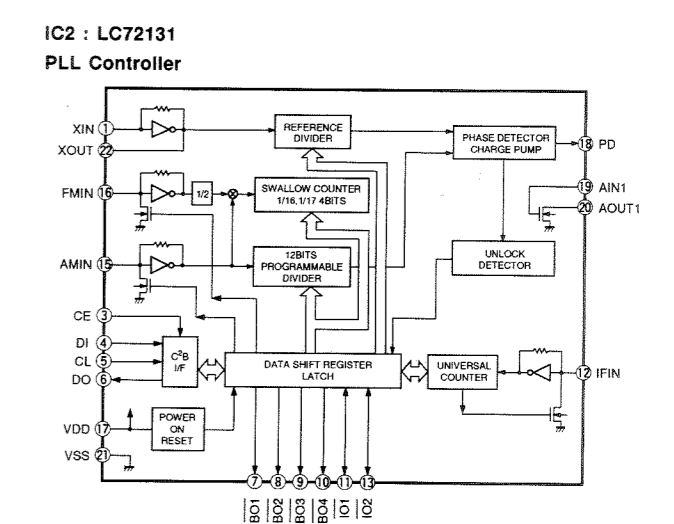 IC2 : LC72131
PLL Controller
XIN 1
XOUT 22
REFERENCE
DIVIDER
PHASE DETECTOR
CHARGE PUMP
18 PD
FMIN 16
1/2
SWALLOW COUNTER
1/16,1/17 4BITS
19 AIN1
20 AOUT1
AMIN 15
12BITS
PROGRAMMABLE
DIVIDER
UNLOCK
DETECTOR
CE 3
DI 4
CL 5
DO 6
C²B
I/F
DATA SHIFT REGISTER
LATCH
UNIVERSAL
COUNTER
12 IFIN
VDD 17
POWER
ON
RESET
VSS 21
7 8 9 10 11 13
BO1
BO2
BO3
BO4
IO1
IO2